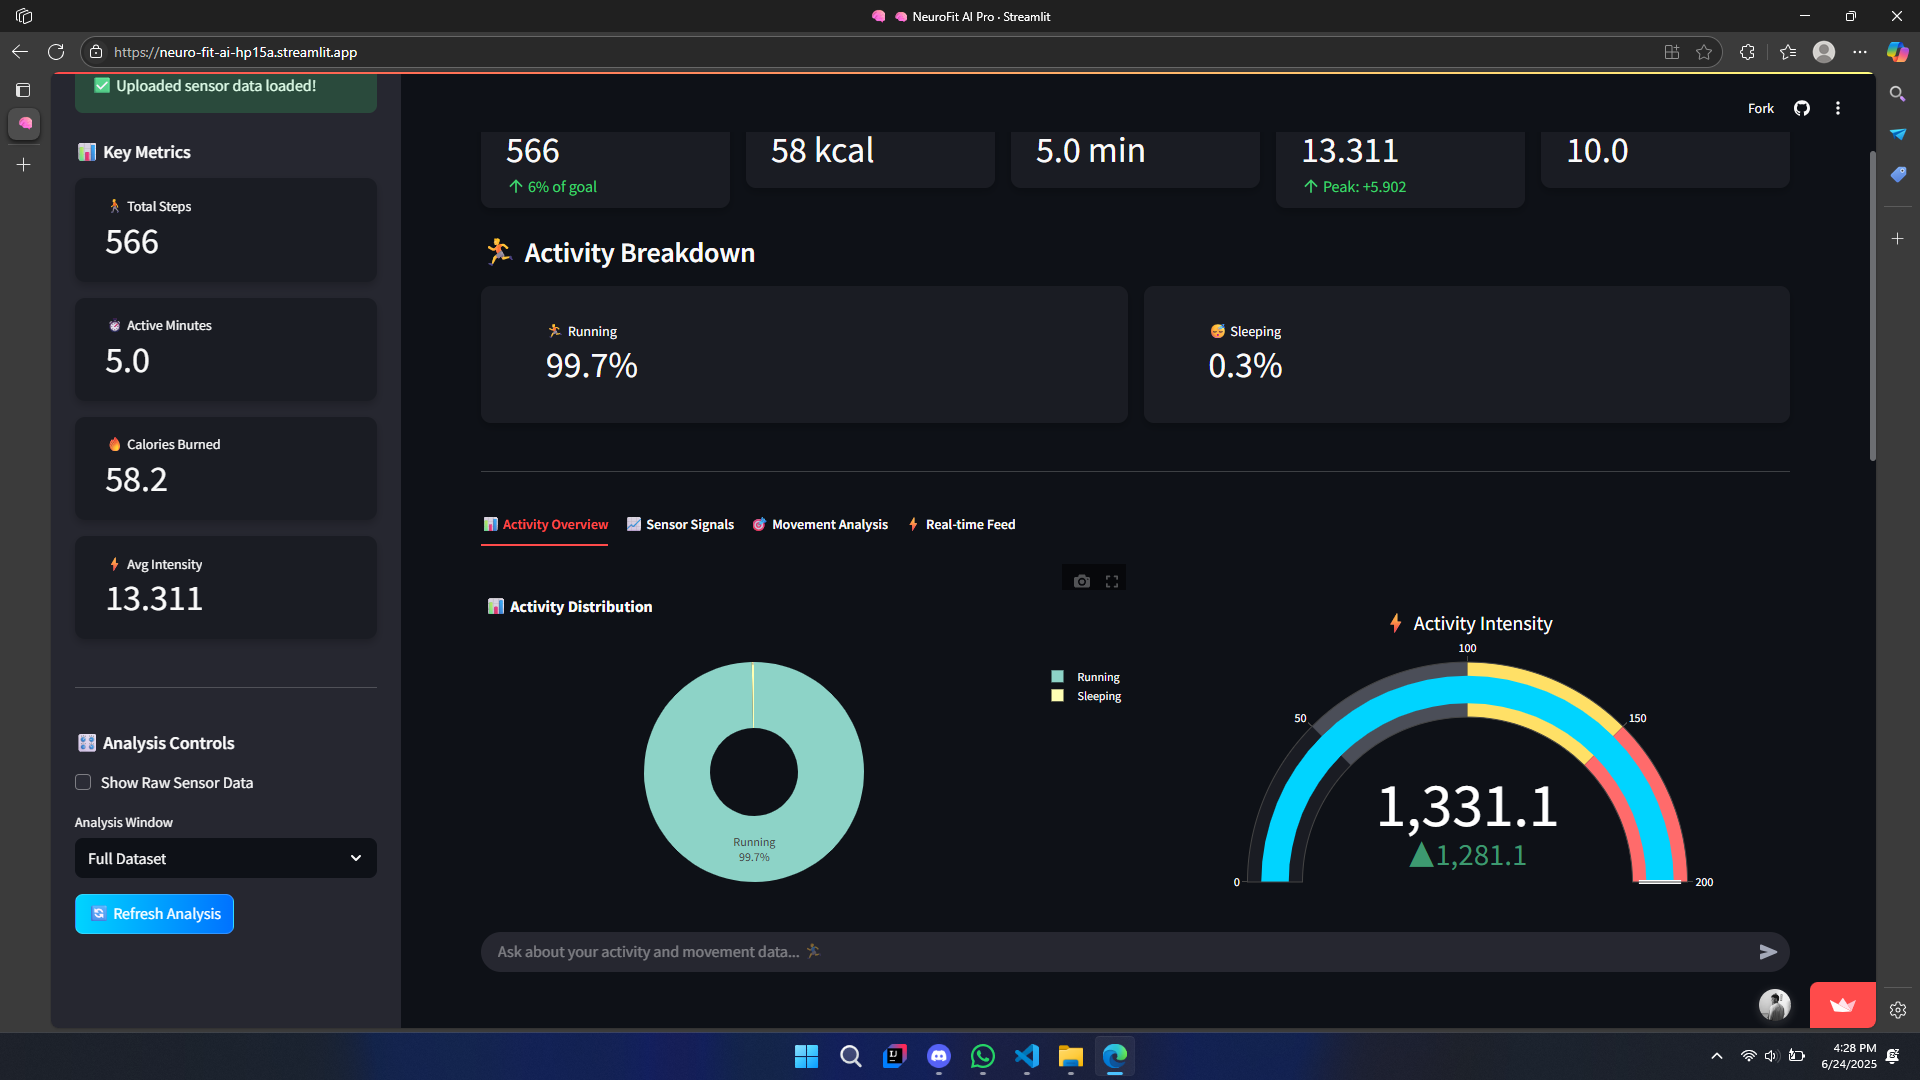 NeuroFit AI Pro · Streamlit
https://neuro-fit-ai-hp15a.streamlit.app
Uploaded sensor data loaded!
Key Metrics
Total Steps
566
Active Minutes
5.0
Calories Burned
58.2
Avg Intensity
13.311
Analysis Controls
Show Raw Sensor Data
Analysis Window
Full Dataset
Refresh Analysis
Fork
566
6% of goal
58 kcal
5.0 min
13.311
Peak: +5.902
10.0
Activity Breakdown
Running
99.7%
Sleeping
0.3%
Activity Overview
Sensor Signals
Movement Analysis
Real-time Feed
Activity Distribution
Running
99.7%
Running
Sleeping
Activity Intensity
0
50
100
150
200
1,331.1
▲1,281.1
Ask about your activity and movement data...
4:28 PM
6/24/2025